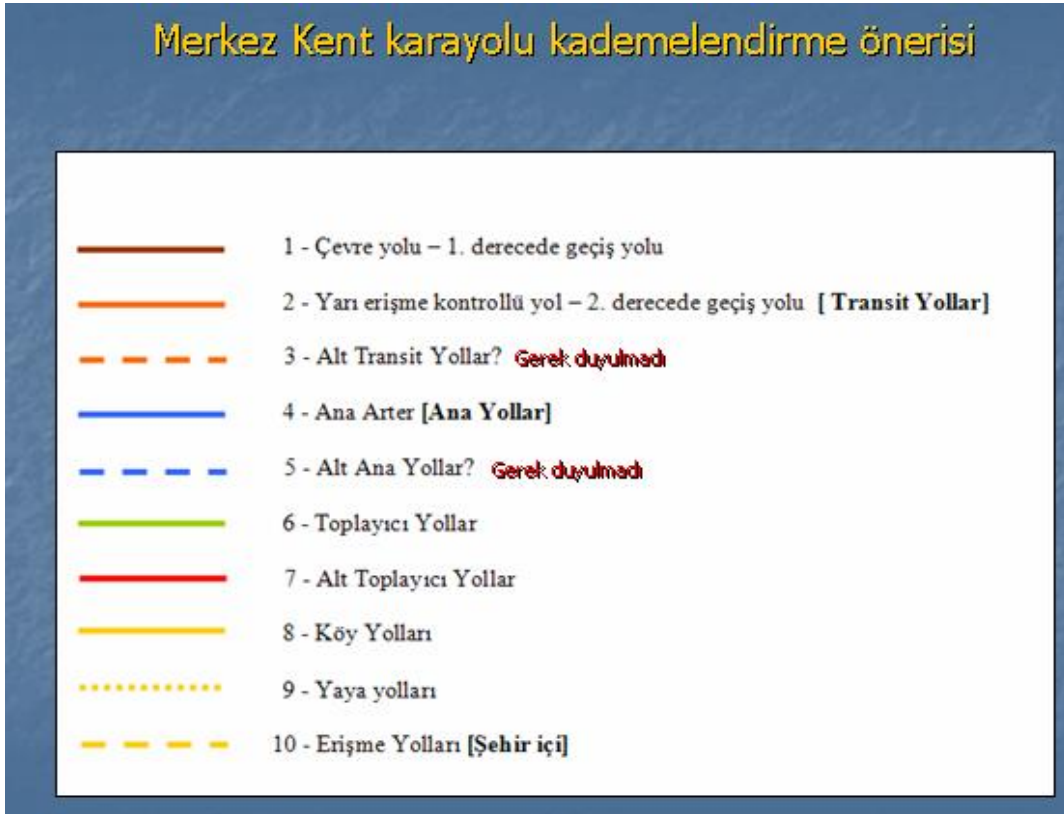 Merkez Kent karayolu kademelendirme önerisi
1 - Çevre yolu – 1. derecede geçiş yolu
2 - Yarı erişme kontrollü yol – 2. derecede geçiş yolu [ Transit Yollar]
3 - Alt Transit Yollar? Gerek duyulmadı
4 - Ana Arter [Ana Yollar]
5 - Alt Ana Yollar? Gerek duyulmadı
6 - Toplayıcı Yollar
7 - Alt Toplayıcı Yollar
8 - Köy Yolları
9 - Yaya yolları
10 - Erişme Yolları [Şehir içi]